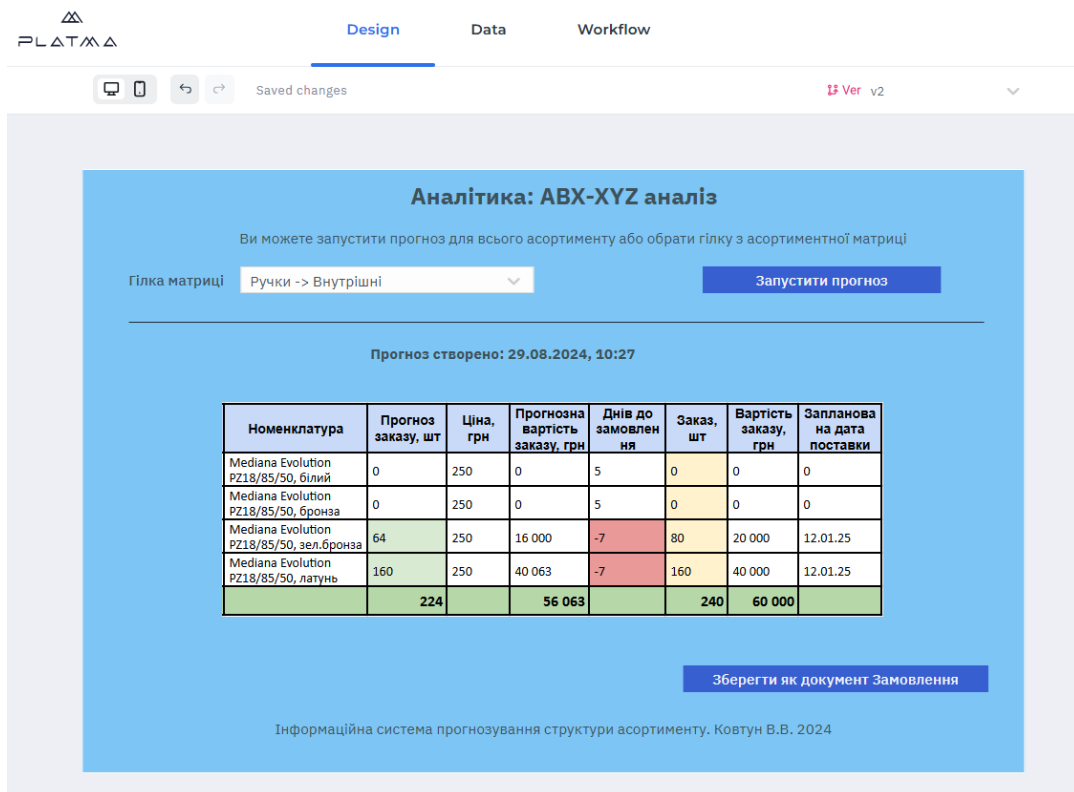 PLATMA
Design Data Workflow
Saved changes Ver v2
Аналітика: ABX-XYZ аналіз
Ви можете запустити прогноз для всього асортименту або обрати гілку з асортиментної матриці
Гілка матриці Ручки -> Внутрішні Запустити прогноз
Прогноз створено: 29.08.2024, 10:27
Номенклатура Прогноз заказу, шт Ціна, грн Прогнозна вартість заказу, грн Днів до замовлен ня Заказ, шт Вартість заказу, грн Запланова на дата поставки
Mediana Evolution
PZ18/85/50, білий 0 250 0 5 0 0 0
Mediana Evolution
PZ18/85/50, бронза 0 250 0 5 0 0 0
Mediana Evolution
PZ18/85/50, зел.бронза 64 250 16 000 -7 80 20 000 12.01.25
Mediana Evolution
PZ18/85/50, латунь 160 250 40 063 -7 160 40 000 12.01.25
224 56 063 240 60 000
Зберегти як документ Замовлення
Інформаційна система прогнозування структури асортименту. Ковтун В.В. 2024